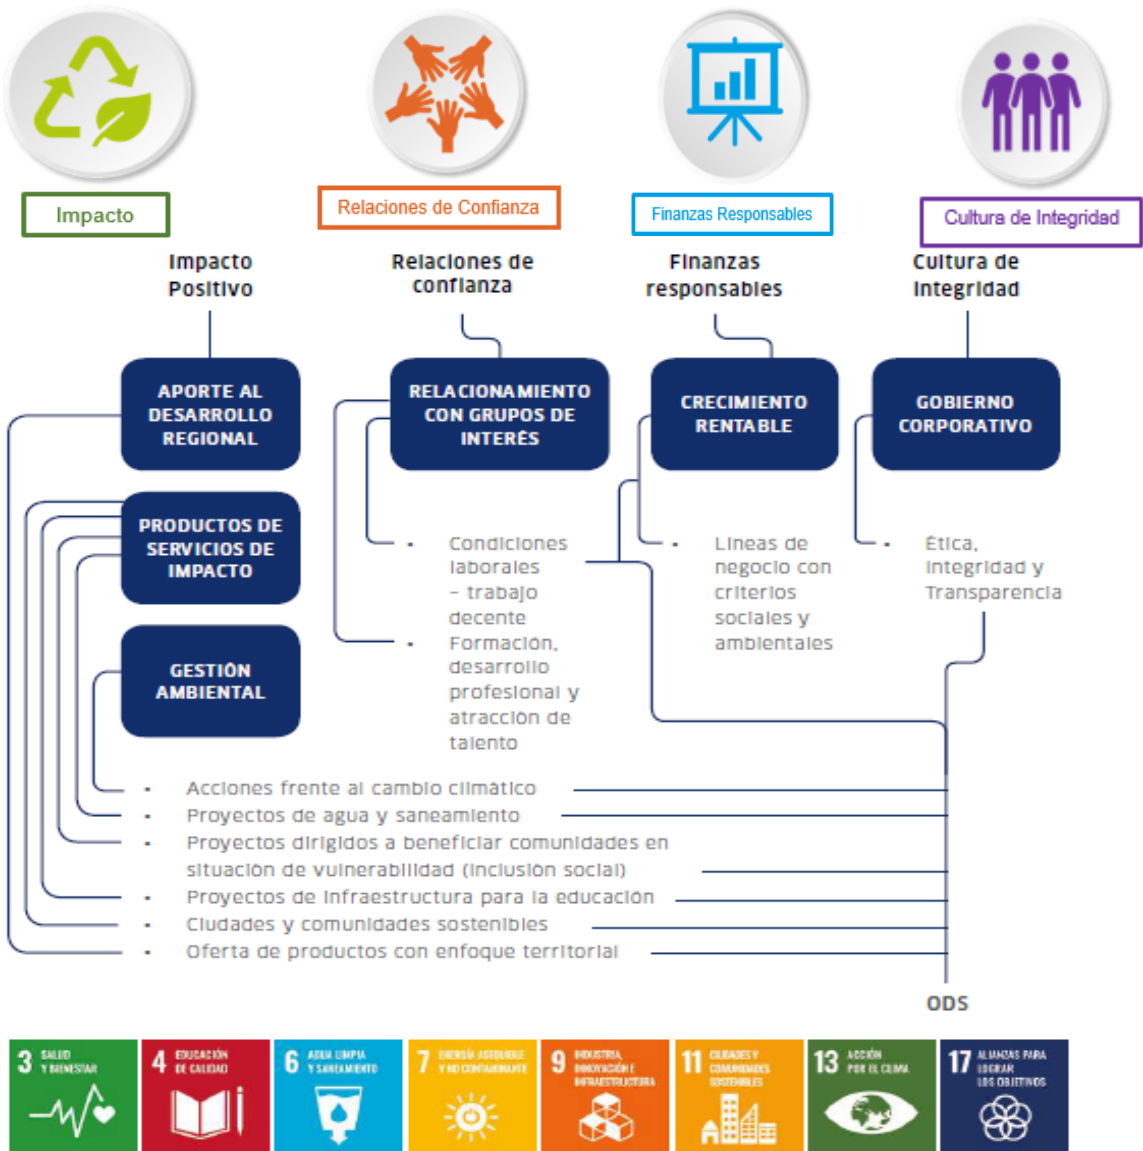 Impacto
Relaciones de Confianza
Finanzas Responsables
Cultura de Integridad
Impacto
Positivo
Relaciones de
confianza
Finanzas
responsables
Cultura de
Integridad
APORTE AL
DESARROLLO
REGIONAL
RELACIONAMIENTO
CON GRUPOS DE
INTERÉS
CRECIMIENTO
RENTABLE
GOBIERNO
CORPORATIVO
PRODUCTOS DE
SERVICIOS DE
IMPACTO
GESTIÓN
AMBIENTAL
• Condiciones
laborales
– trabajo
decente
• Formación,
desarrollo
profesional y
atracción de
talento
• Líneas de
negocio con
criterios
sociales y
ambientales
• Ética,
Integridad y
Transparencia
• Acciones frente al cambio climático
• Proyectos de agua y saneamiento
• Proyectos dirigidos a beneficiar comunidades en
situación de vulnerabilidad (inclusión social)
• Proyectos de infraestructura para la educación
• Ciudades y comunidades sostenibles
• Oferta de productos con enfoque territorial
ODS
3 SALUD
Y BIENESTAR
4 EDUCACIÓN
DE CALIDAD
6 AGUA LIMPIA
Y SANEAMIENTO
7 ENERGÍA ASEQUIBLE
Y NO CONTAMINANTE
9 INDUSTRIA,
INNOVACIÓN E
INFRAESTRUCTURA
11 CIUDADES Y
COMUNIDADES
SOSTENIBLES
13 ACCIÓN
POR EL CLIMA
17 ALIANZAS PARA
LOGRAR
LOS OBJETIVOS